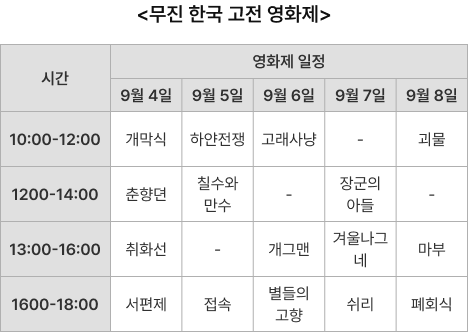 <무진 한국 고전 영화제>
시간 영화제 일정
9월 4일 9월 5일 9월 6일 9월 7일 9월 8일
10:00-12:00 개막식 하얀전쟁 고래사냥 - 괴물
1200-14:00 춘향뎐 칠수와 만수 - 장군의 아들 -
13:00-16:00 취화선 - 개그맨 겨울나그네 마부
1600-18:00 서편제 접속 별들의 고향 쉬리 폐회식